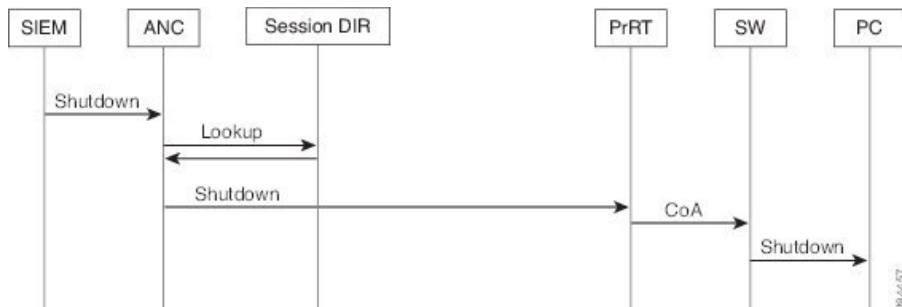 SIEM
ANC
Session DIR
PrRT
SW
PC
Shutdown
Lookup
Shutdown
CoA
Shutdown